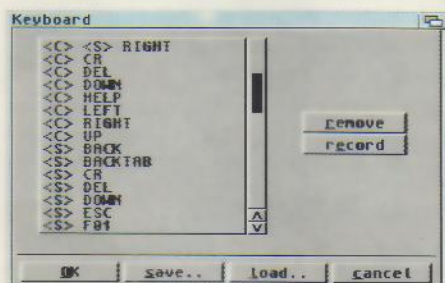 Keyboard
<C> <S> RIGHT
<C> CR
<C> DEL
<C> DOWN
<C> HELP
<C> LEFT
<C> RIGHT
<C> UP
<S> BACK
<S> BACKTAB
<S> CR
<S> DEL
<S> DOWN
<S> ESC
<S> F01
remove
record
OK
save..
load..
cancel